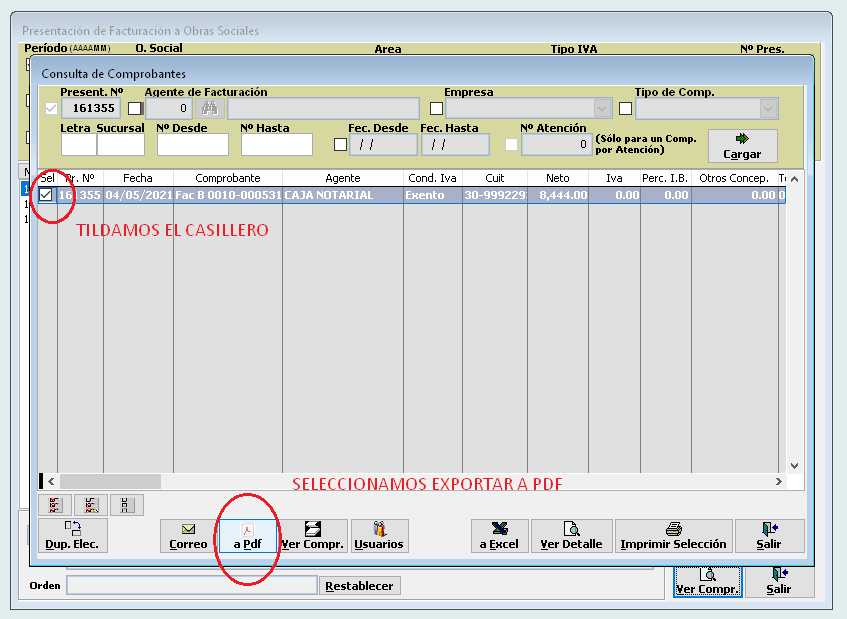 Presentación de Facturación a Obras Sociales
Período (AAAAMM) O. Social Area Tipo IVA Nº Pres.
Consulta de Comprobantes
Present. Nº Agente de Facturación Empresa Tipo de Comp.
161355 0
Letra Sucursal Nº Desde Nº Hasta Fec. Desde Fec. Hasta Nº Atención
/ / / / 0
(Sólo para un Comp.
por Atención)
Cargar
Sel Pr. Nº Fecha Comprobante Agente Cond. Iva Cuit Neto Iva Perc. I.B. Otros Concep.
161355 04/05/2021 Fac B 0010-000531 CAJA NOTARIAL Exento 30-999229 8,444.00 0.00 0.00 0.00
TILDAMOS EL CASILLERO
SELECCIONAMOS EXPORTAR A PDF
Dup. Elec. Correo a Pdf Ver Compr. Usuarios a Excel Ver Detalle Imprimir Selección Salir
Orden Restablecer Ver Compr. Salir